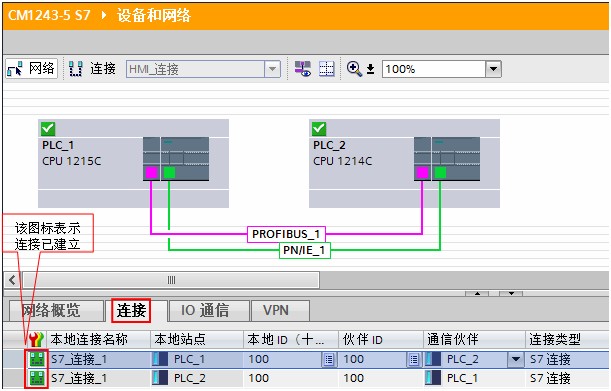 CM1243-5 S7 ▸ 设备和网络
网络 连接 HMI_连接 100%
PLC_1
CPU 1215C
PLC_2
CPU 1214C
PROFIBUS_1
PN/IE_1
该图标表示
连接已建立
网络概览 连接 IO 通信 VPN
本地连接名称 本地站点 本地 ID（十... 伙伴 ID 通信伙伴 连接类型
S7_连接_1 PLC_1 100 100 PLC_2 S7 连接
S7_连接_1 PLC_2 100 100 PLC_1 S7 连接